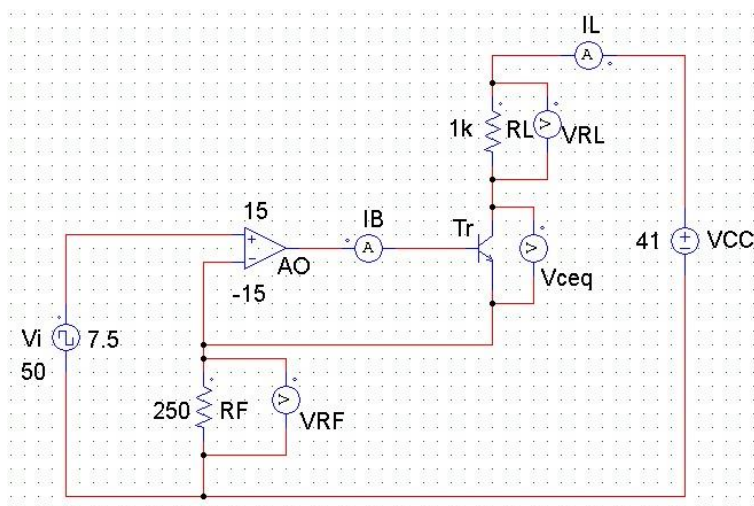 IL
A
1k RL V VRL
15
IB
Tr
A
+
-
AO
-15
V
Vceq
41
+
-
VCC
Vi 7.5
50
250 RF V
VRF